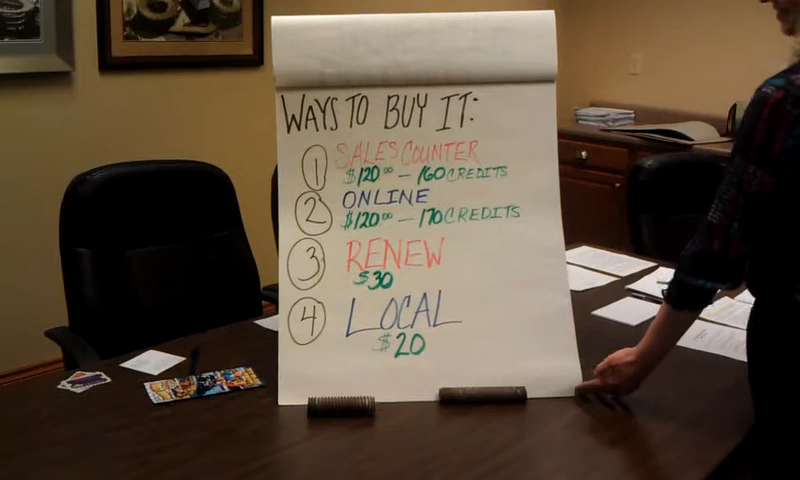 WAYS TO BUY IT:
1 SALES COUNTER
$120.00 - 160 CREDITS
2 ONLINE
$120.00 - 170 CREDITS
3 RENEW
$30
4 LOCAL
$20